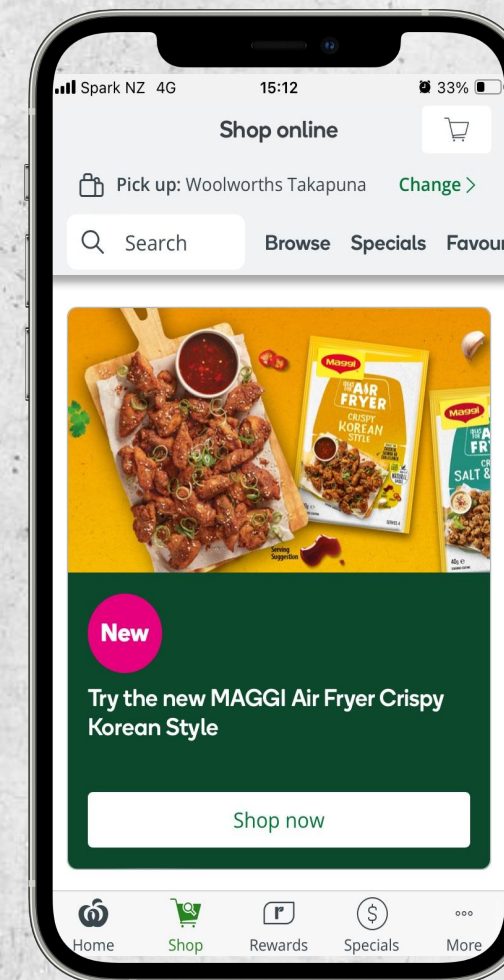 Spark NZ 4G 15:12 33%
Shop online
Pick up: Woolworths Takapuna Change >
Search Browse Specials Favour
Maggi
AIR
FRYER
CRISPY
KOREAN
STYLE
Maggi
SALT &
Serving
Suggestion
New
Try the new MAGGI Air Fryer Crispy
Korean Style
Shop now
Home Shop Rewards Specials More